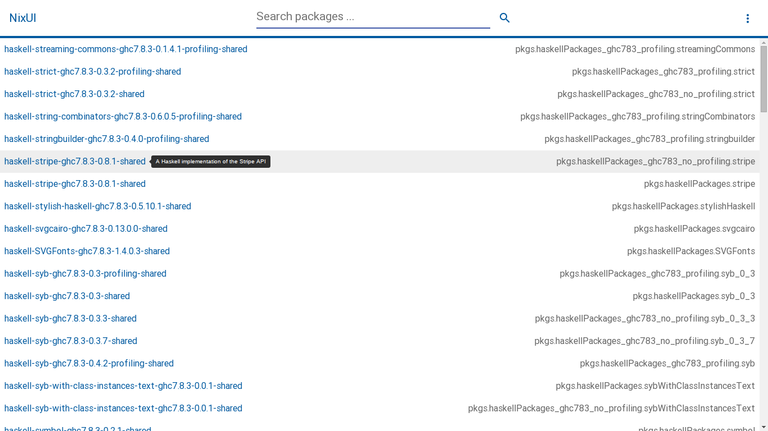 NixUI
Search packages ...
haskell-streaming-commons-ghc7.8.3-0.1.4.1-profiling-shared pkgs.haskellPackages_ghc783_profiling.streamingCommons
haskell-strict-ghc7.8.3-0.3.2-profiling-shared pkgs.haskellPackages_ghc783_profiling.strict
haskell-strict-ghc7.8.3-0.3.2-shared pkgs.haskellPackages_ghc783_no_profiling.strict
haskell-string-combinators-ghc7.8.3-0.6.0.5-profiling-shared pkgs.haskellPackages_ghc783_profiling.stringCombinators
haskell-stringbuilder-ghc7.8.3-0.4.0-profiling-shared pkgs.haskellPackages_ghc783_profiling.stringbuilder
haskell-stripe-ghc7.8.3-0.8.1-shared A Haskell implementation of the Stripe API pkgs.haskellPackages_ghc783_no_profiling.stripe
haskell-stripe-ghc7.8.3-0.8.1-shared pkgs.haskellPackages.stripe
haskell-stylish-haskell-ghc7.8.3-0.5.10.1-shared pkgs.haskellPackages.stylishHaskell
haskell-svgcairo-ghc7.8.3-0.13.0.0-shared pkgs.haskellPackages.svgcairo
haskell-SVGFonts-ghc7.8.3-1.4.0.3-shared pkgs.haskellPackages.SVGFonts
haskell-syb-ghc7.8.3-0.3-profiling-shared pkgs.haskellPackages_ghc783_profiling.syb_0_3
haskell-syb-ghc7.8.3-0.3-shared pkgs.haskellPackages.syb_0_3
haskell-syb-ghc7.8.3-0.3.3-shared pkgs.haskellPackages_ghc783_no_profiling.syb_0_3_3
haskell-syb-ghc7.8.3-0.3.7-shared pkgs.haskellPackages_ghc783_no_profiling.syb_0_3_7
haskell-syb-ghc7.8.3-0.4.2-profiling-shared pkgs.haskellPackages_ghc783_profiling.syb
haskell-syb-with-class-instances-text-ghc7.8.3-0.0.1-shared pkgs.haskellPackages.sybWithClassInstancesText
haskell-syb-with-class-instances-text-ghc7.8.3-0.0.1-shared pkgs.haskellPackages_ghc783_no_profiling.sybWithClassInstancesText
haskell-symbol-ghc7.8.3-0.2.1-shared pkgs.haskellPackages.symbol